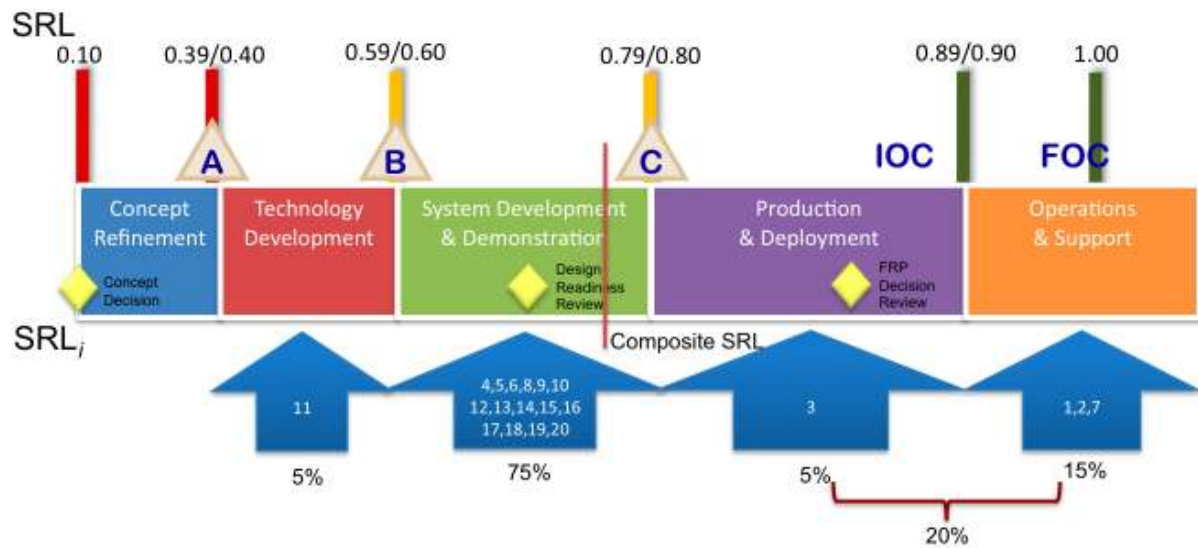 SRL
0.10
0.39/0.40
0.59/0.60
0.79/0.80
0.89/0.90
1.00
A
B
C
IOC
FOC
Concept
Refinement
Technology
Development
System Development
& Demonstration
Production
& Deployment
Operations
& Support
Concept
Decision
Design
Readiness
Review
FRP
Decision
Review
SRLi
Composite SRL
11
4,5,6,8,9,10
12,13,14,15,16
17,18,19,20
3
1,2,7
5%
75%
5%
15%
20%